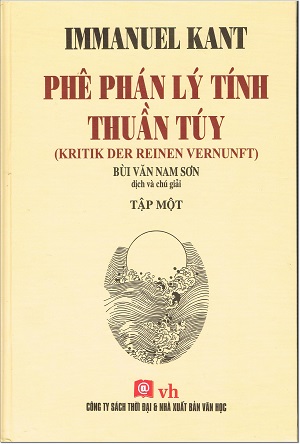 IMMANUEL KANT
PHÊ PHÁN LÝ TÍNH
THUẦN TÚY
(KRITIK DER REINEN VERNUNFT)
BÙI VĂN NAM SƠN
dịch và chú giải
TẬP MỘT
@ vh
CÔNG TY SÁCH THỜI ĐẠI & NHÀ XUẤT BẢN VĂN HỌC